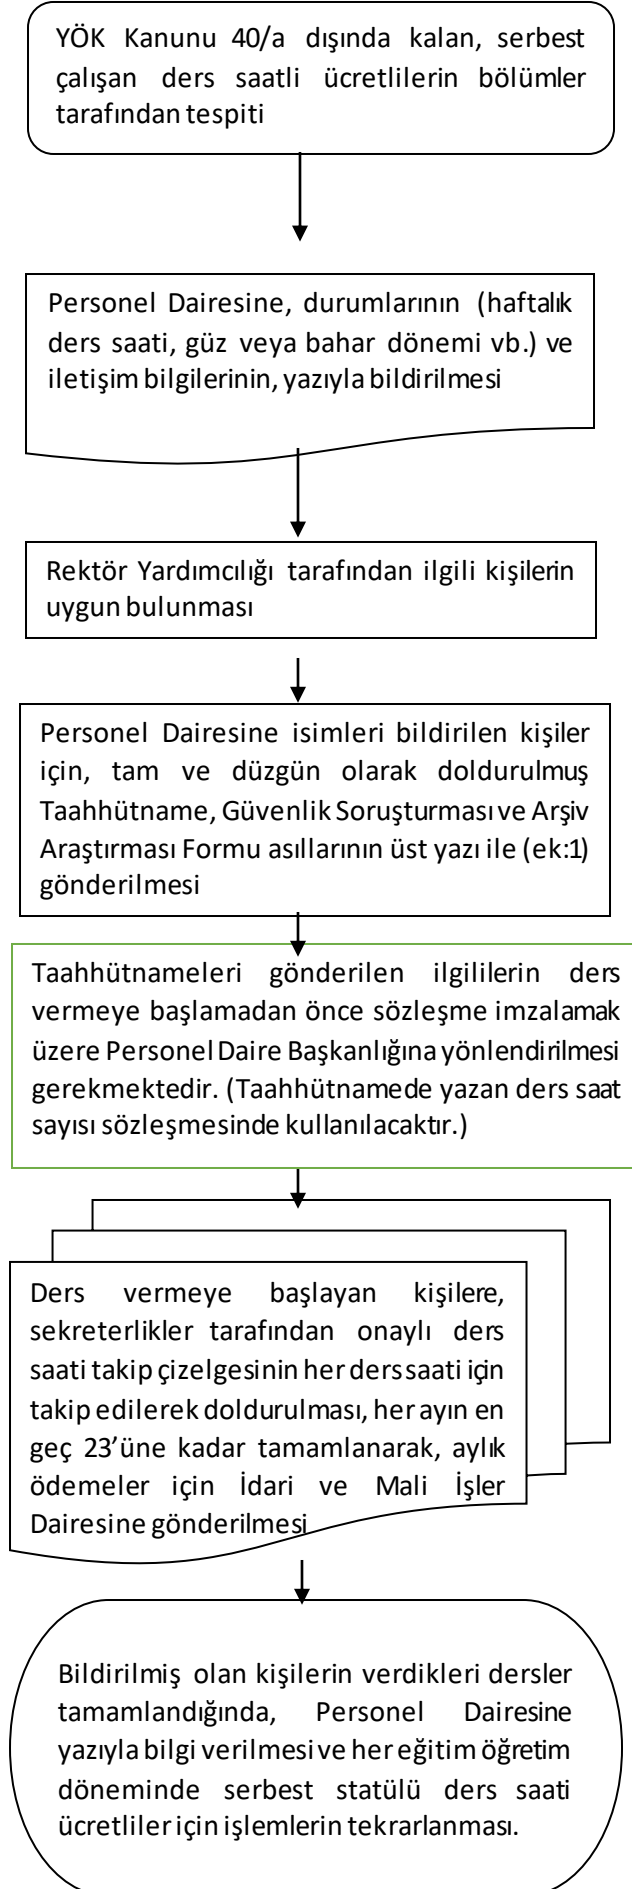 YÖK Kanunu 40/a dışında kalan, serbest
çalışan ders saatli ücretlilerin bölümler
tarafından tespiti
Personel Dairesine, durumlarının (haftalık
ders saati, güz veya bahar dönemi vb.) ve
iletişim bilgilerinin, yazıyla bildirilmesi
Rektör Yardımcılığı tarafından ilgili kişilerin
uygun bulunması
Personel Dairesine isimleri bildirilen kişiler
için, tam ve düzgün olarak doldurulmuş
Taahhütname, Güvenlik Soruşturması ve Arşiv
Araştırması Formu asıllarının üst yazı ile (ek:1)
gönderilmesi
Taahhütnameleri gönderilen ilgililerin ders
vermeye başlamadan önce sözleşme imzalamak
üzere Personel Daire Başkanlığına yönlendirilmesi
gerekmektedir. (Taahhütnamede yazan ders saat
sayısı sözleşmesinde kullanılacaktır.)
Ders vermeye başlayan kişilere,
sekreterlikler tarafından onaylı ders
saati takip çizelgesinin her ders saati için
takip edilerek doldurulması, her ayın en
geç 23’üne kadar tamamlanarak, aylık
ödemeler için İdari ve Mali İşler
Dairesine gönderilmesi
Bildirilmiş olan kişilerin verdikleri dersler
tamamlandığında, Personel Dairesine
yazıyla bilgi verilmesi ve her eğitim öğretim
döneminde serbest statülü ders saati
ücretliler için işlemlerin tekrarlanması.